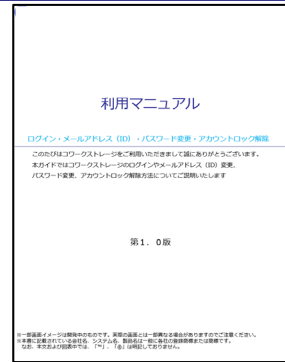 利用マニュアル
ログイン・メールアドレス（ID）・パスワード変更・アカウントロック解除
このたびはコワークストレージをご利用いただきまして誠にありがとうございます。
本ガイドではコワークストレージのログインやメールアドレス（ID）変更、
パスワード変更、アカウントロック解除方法についてご説明いたします
第１．０版
※一部画面イメージは開発中のものです。実際の画面とは一部異なる場合がありますのでご注意ください。
※本書に記載されている会社名、システム名、製品名は一般に各社の登録商標または商標です。
なお、本文および図表中では、「™」、「®」は明記しておりません。